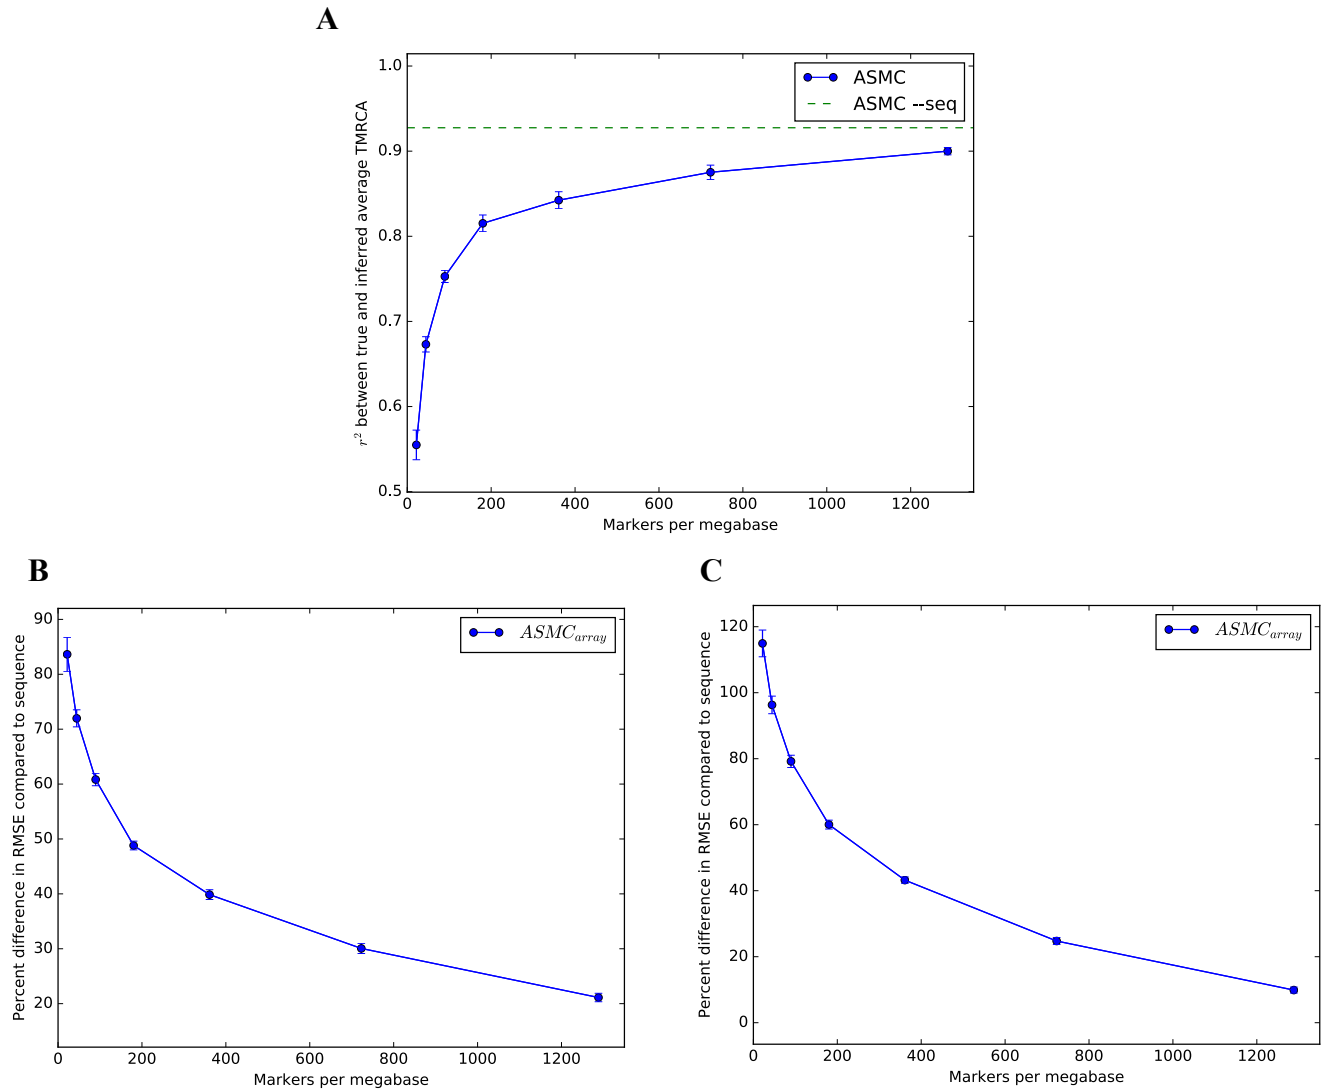 A
r² between true and inferred average TMRCA
1.0
0.9
0.8
0.7
0.6
0.5
ASMC
ASMC --seq
0 200 400 600 800 1000 1200
Markers per megabase
B
Percent difference in RMSE compared to sequence
90
80
70
60
50
40
30
20
ASMC_array
0 200 400 600 800 1000 1200
Markers per megabase
C
Percent difference in RMSE compared to sequence
120
100
80
60
40
20
0
ASMC_array
0 200 400 600 800 1000 1200
Markers per megabase